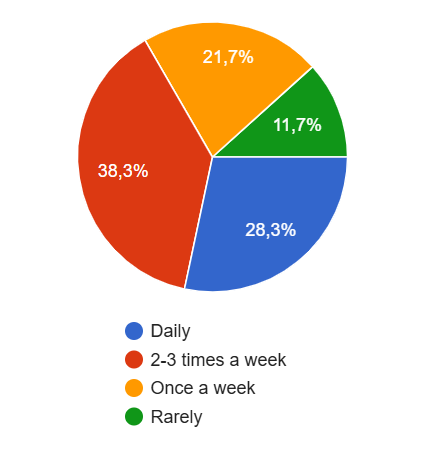 21,7%
11,7%
38,3%
28,3%
Daily
2-3 times a week
Once a week
Rarely